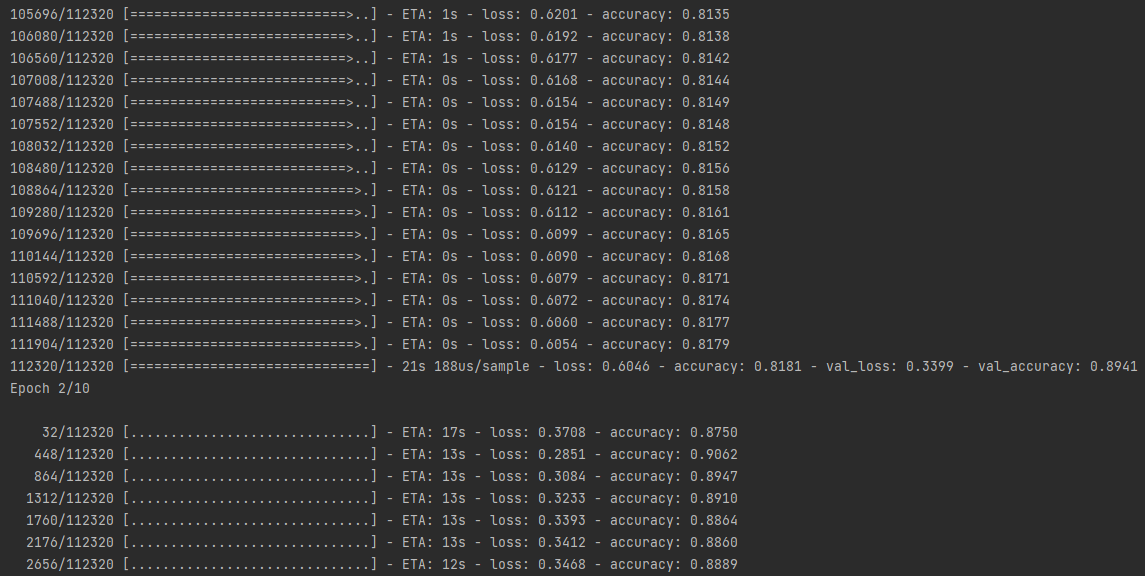 105696/112320 [===========================>..] - ETA: 1s - loss: 0.6201 - accuracy: 0.8135
106080/112320 [===========================>..] - ETA: 1s - loss: 0.6192 - accuracy: 0.8138
106560/112320 [===========================>..] - ETA: 1s - loss: 0.6177 - accuracy: 0.8142
107008/112320 [===========================>..] - ETA: 0s - loss: 0.6168 - accuracy: 0.8144
107488/112320 [===========================>..] - ETA: 0s - loss: 0.6154 - accuracy: 0.8149
107552/112320 [===========================>..] - ETA: 0s - loss: 0.6154 - accuracy: 0.8148
108032/112320 [===========================>..] - ETA: 0s - loss: 0.6140 - accuracy: 0.8152
108480/112320 [===========================>..] - ETA: 0s - loss: 0.6129 - accuracy: 0.8156
108864/112320 [============================>.] - ETA: 0s - loss: 0.6121 - accuracy: 0.8158
109280/112320 [============================>.] - ETA: 0s - loss: 0.6112 - accuracy: 0.8161
109696/112320 [============================>.] - ETA: 0s - loss: 0.6099 - accuracy: 0.8165
110144/112320 [============================>.] - ETA: 0s - loss: 0.6090 - accuracy: 0.8168
110592/112320 [============================>.] - ETA: 0s - loss: 0.6079 - accuracy: 0.8171
111040/112320 [============================>.] - ETA: 0s - loss: 0.6072 - accuracy: 0.8174
111488/112320 [============================>.] - ETA: 0s - loss: 0.6060 - accuracy: 0.8177
111904/112320 [============================>.] - ETA: 0s - loss: 0.6054 - accuracy: 0.8179
112320/112320 [==============================] - 21s 188us/sample - loss: 0.6046 - accuracy: 0.8181 - val_loss: 0.3399 - val_accuracy: 0.8941
Epoch 2/10
32/112320 [..............................] - ETA: 17s - loss: 0.3708 - accuracy: 0.8750
448/112320 [..............................] - ETA: 13s - loss: 0.2851 - accuracy: 0.9062
864/112320 [..............................] - ETA: 13s - loss: 0.3084 - accuracy: 0.8947
1312/112320 [..............................] - ETA: 13s - loss: 0.3233 - accuracy: 0.8910
1760/112320 [..............................] - ETA: 13s - loss: 0.3393 - accuracy: 0.8864
2176/112320 [..............................] - ETA: 13s - loss: 0.3412 - accuracy: 0.8860
2656/112320 [..............................] - ETA: 12s - loss: 0.3468 - accuracy: 0.8889